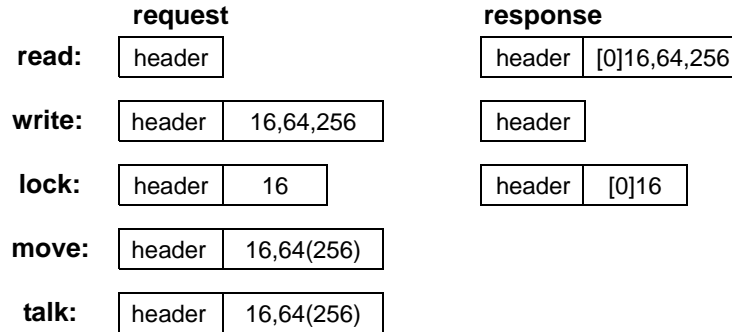 request response
read: header header [0]16,64,256
write: header 16,64,256 header
lock: header 16 header [0]16
move: header 16,64(256)
talk: header 16,64(256)